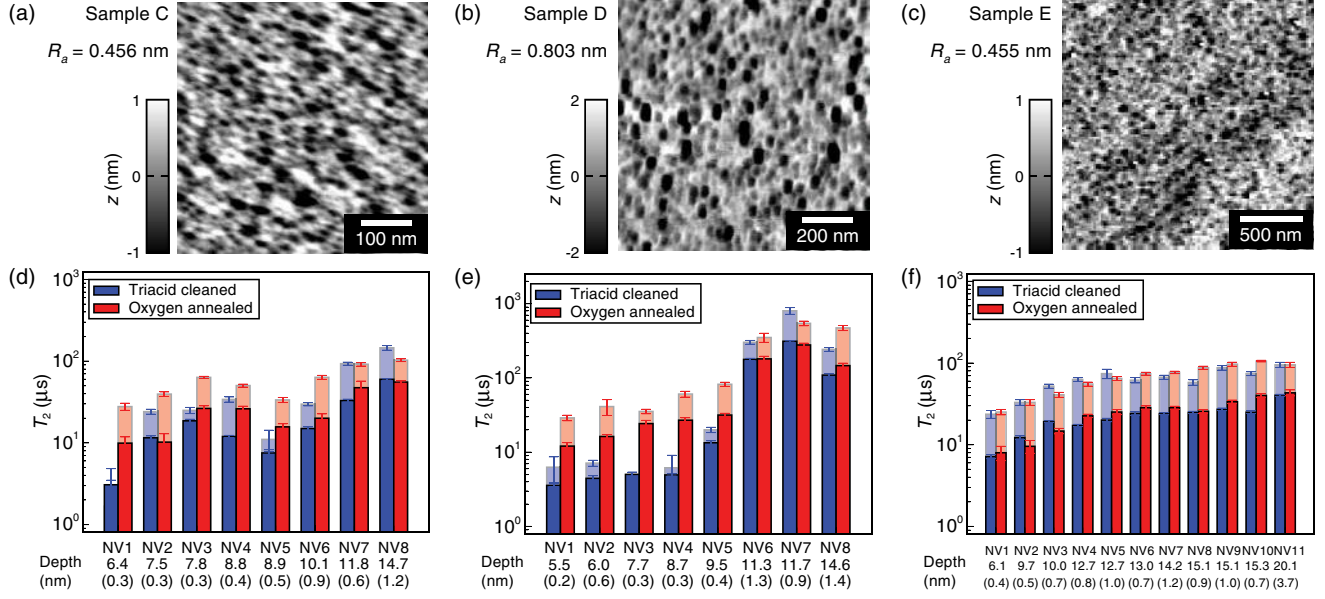 (a) Sample C
Rₐ = 0.456 nm
1
0
-1
z (nm)
100 nm
(b) Sample D
Rₐ = 0.803 nm
2
0
-2
z (nm)
200 nm
(c) Sample E
Rₐ = 0.455 nm
1
0
-1
z (nm)
500 nm
(d)
Triacid cleaned
Oxygen annealed
T₂ (µs)
10³
10²
10¹
10⁰
NV1 NV2 NV3 NV4 NV5 NV6 NV7 NV8
Depth 6.4 7.5 7.8 8.8 8.9 10.1 11.8 14.7
(nm) (0.3) (0.3) (0.3) (0.4) (0.5) (0.9) (0.6) (1.2)
(e)
Triacid cleaned
Oxygen annealed
T₂ (µs)
10³
10²
10¹
10⁰
NV1 NV2 NV3 NV4 NV5 NV6 NV7 NV8
Depth 5.5 6.0 7.7 8.7 9.5 11.3 11.7 14.6
(nm) (0.2) (0.6) (0.3) (0.3) (0.4) (1.3) (0.9) (1.4)
(f)
Triacid cleaned
Oxygen annealed
T₂ (µs)
10³
10²
10¹
10⁰
NV1 NV2 NV3 NV4 NV5 NV6 NV7 NV8 NV9 NV10 NV11
Depth 6.1 9.7 10.0 12.7 12.7 13.0 14.2 15.1 15.1 15.3 20.1
(nm) (0.4) (0.5) (0.7) (0.8) (1.0) (0.7) (1.2) (0.9) (1.0) (0.7) (3.7)